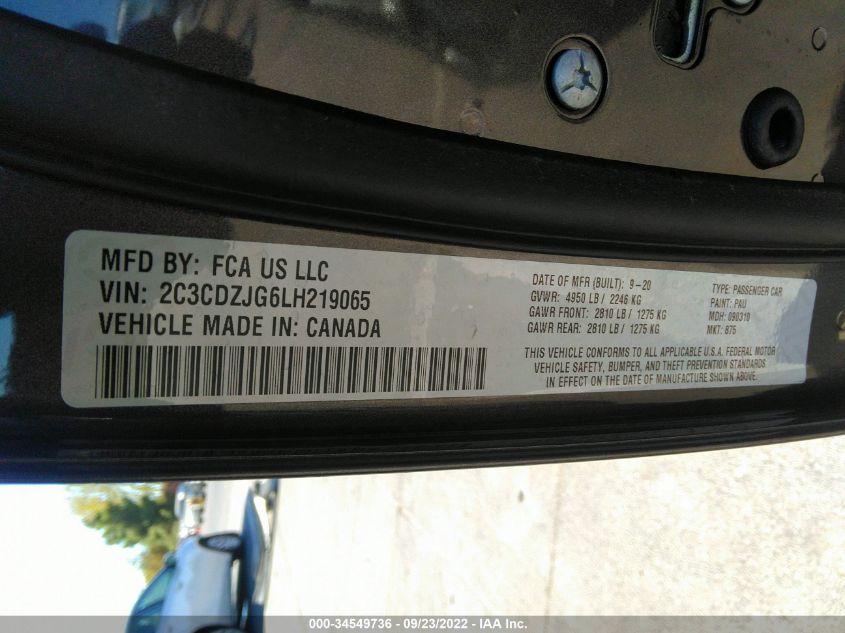 MFD BY: FCA US LLC
VIN: 2C3CDZJG6LH219065
VEHICLE MADE IN: CANADA
DATE OF MFR (BUILT): 9-20
GVWR: 4950 LB / 2246 KG
GAWR FRONT: 2810 LB / 1275 KG
GAWR REAR: 2810 LB / 1275 KG
TYPE: PASSENGER CAR
PAINT: PAU
MDH: 090310
MKT: 875
THIS VEHICLE CONFORMS TO ALL APPLICABLE U.S.A. FEDERAL MOTOR
VEHICLE SAFETY, BUMPER, AND THEFT PREVENTION STANDARDS
IN EFFECT ON THE DATE OF MANUFACTURE SHOWN ABOVE.
000-34549736 - 09/23/2022 - IAA Inc.